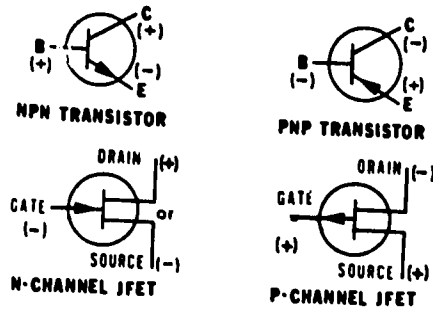 C
(+)
B
(+)
(-)
E
NPN TRANSISTOR
C
(-)
B
(-)
(+)
E
PNP TRANSISTOR
DRAIN (+)
GATE or
(-)
SOURCE (-)
N-CHANNEL JFET
DRAIN (-)
GATE
(+)
SOURCE (+)
P-CHANNEL JFET